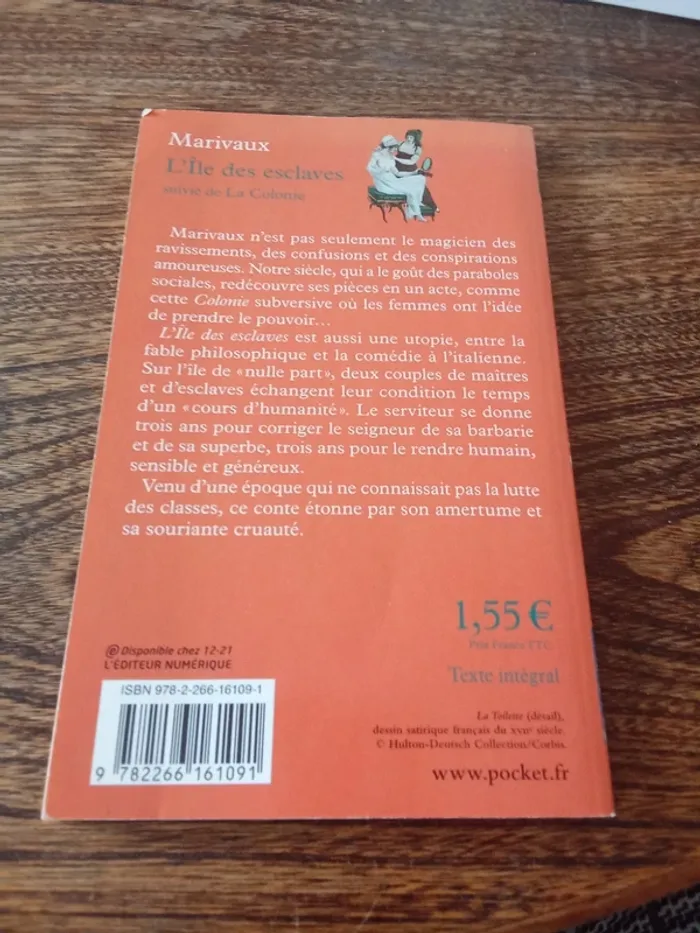 Marivaux
L'Île des esclaves
suivie de La Colonie
Marivaux n'est pas seulement le magicien des
ravissements, des confusions et des conspirations
amoureuses. Notre siècle, qui a le goût des paraboles
sociales, redécouvre ses pièces en un acte, comme
cette Colonie subversive où les femmes ont l'idée
de prendre le pouvoir...
L'Île des esclaves est aussi une utopie, entre la
fable philosophique et la comédie à l'italienne.
Sur l'île de « nulle part », deux couples de maîtres
et d'esclaves échangent leur condition le temps
d'un « cours d'humanité ». Le serviteur se donne
trois ans pour corriger le seigneur de sa barbarie
et de sa superbe, trois ans pour le rendre humain,
sensible et généreux.
Venu d'une époque qui ne connaissait pas la lutte
des classes, ce conte étonne par son amertume et
sa souriante cruauté.
1,55 €
Prix France TTC
Texte intégral
Disponible chez 12-21
L'ÉDITEUR NUMÉRIQUE
ISBN 978-2-266-16109-1
9 782266 161091
La Toilette (détail),
dessin satirique français du XVIIIe siècle.
© Hulton-Deutsch Collection/Corbis.
www.pocket.fr